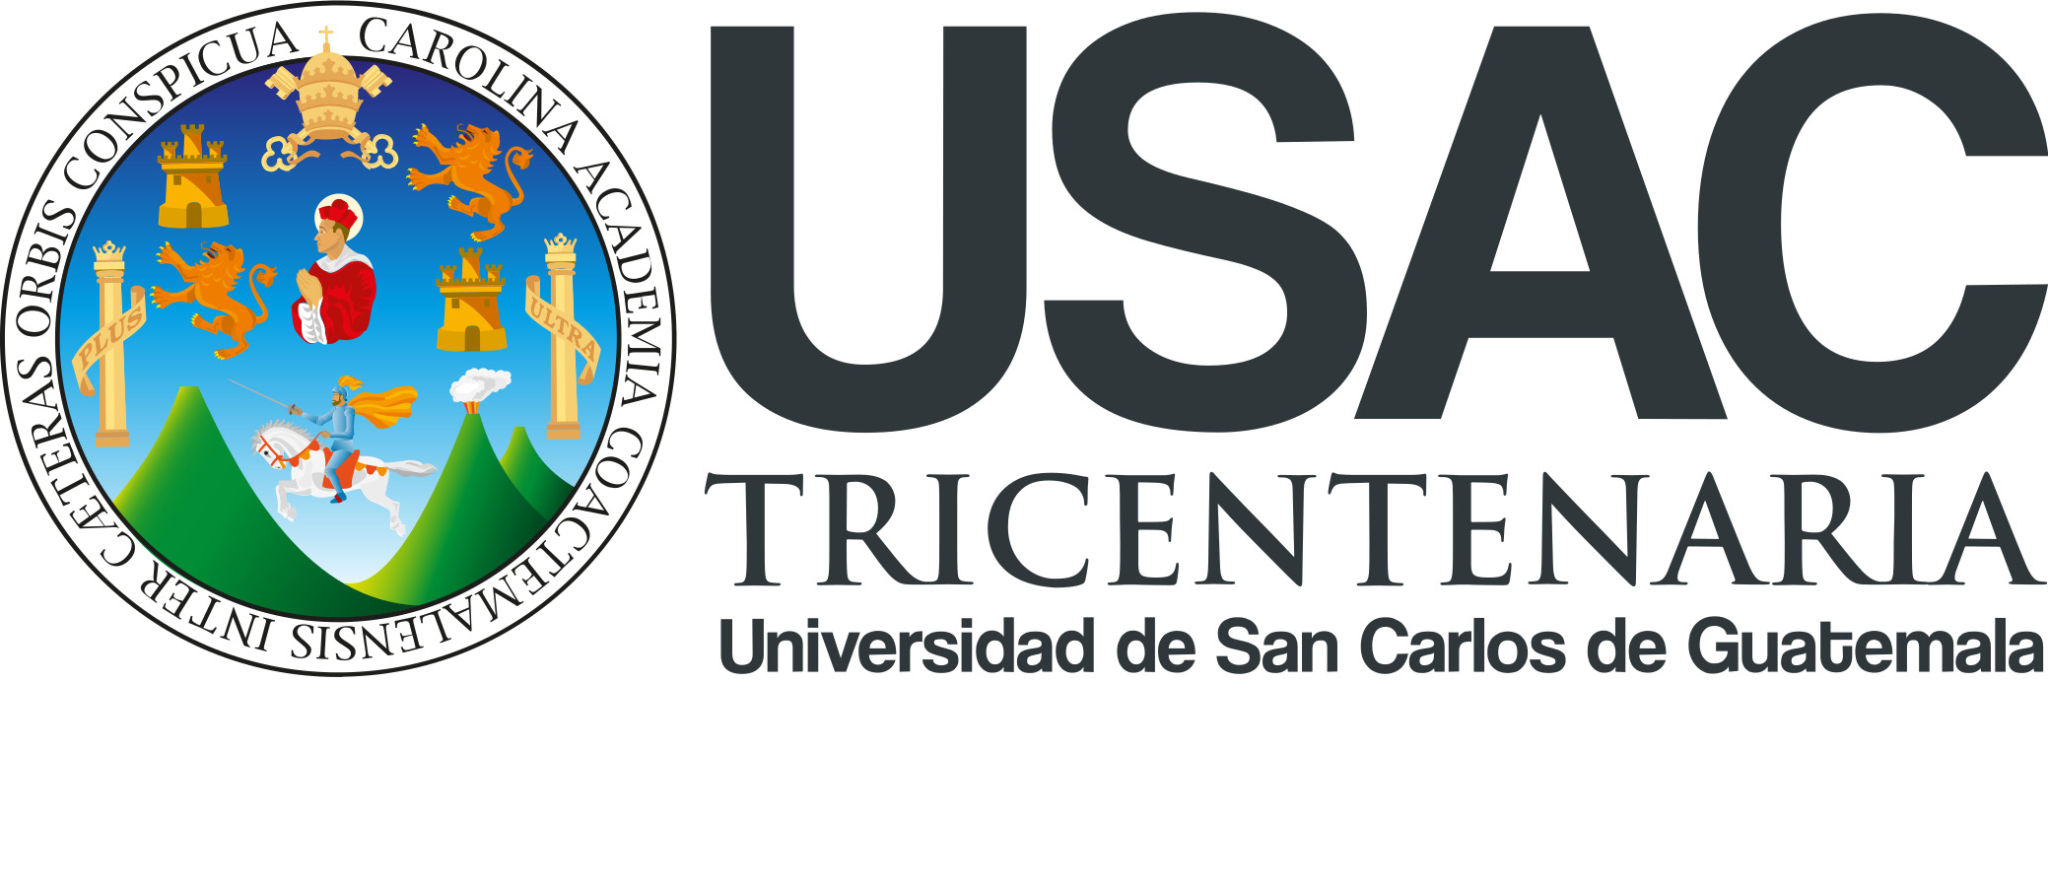 CAROLINA ACADEMIA COACTEMALENSIS INTER CÆTERAS ORBIS CONSPICUA
PLUS
ULTRA
USAC
TRICENTENARIA
Universidad de San Carlos de Guatemala